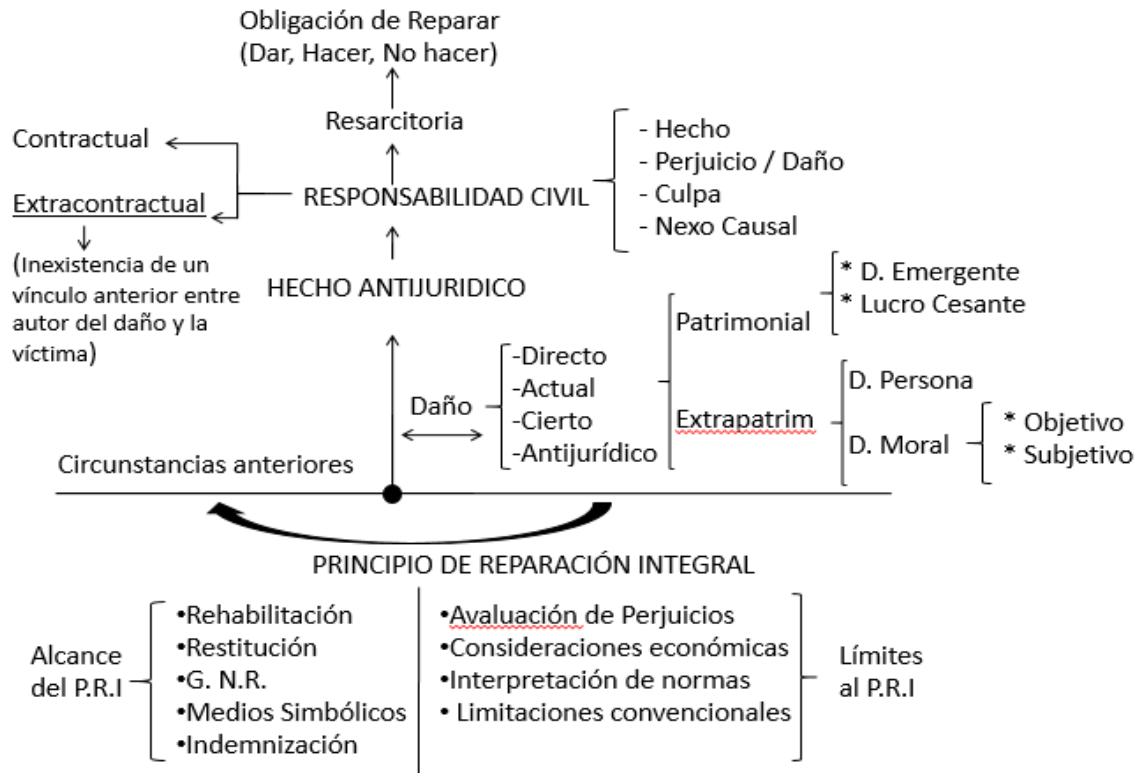 Obligación de Reparar
(Dar, Hacer, No hacer)
Resarcitoria
Contractual
Extracontractual
(Inexistencia de un
vínculo anterior entre
autor del daño y la
víctima)
RESPONSABILIDAD CIVIL
- Hecho
- Perjuicio / Daño
- Culpa
- Nexo Causal
HECHO ANTIJURIDICO
Daño
-Directo
-Actual
-Cierto
-Antijurídico
Patrimonial
* D. Emergente
* Lucro Cesante
Extrapatrim
D. Persona
D. Moral
* Objetivo
* Subjetivo
Circunstancias anteriores
PRINCIPIO DE REPARACIÓN INTEGRAL
Alcance
del P.R.I
•Rehabilitación
•Restitución
•G. N.R.
•Medios Simbólicos
•Indemnización
•Avaluación de Perjuicios
•Consideraciones económicas
•Interpretación de normas
• Limitaciones convencionales
Límites
al P.R.I